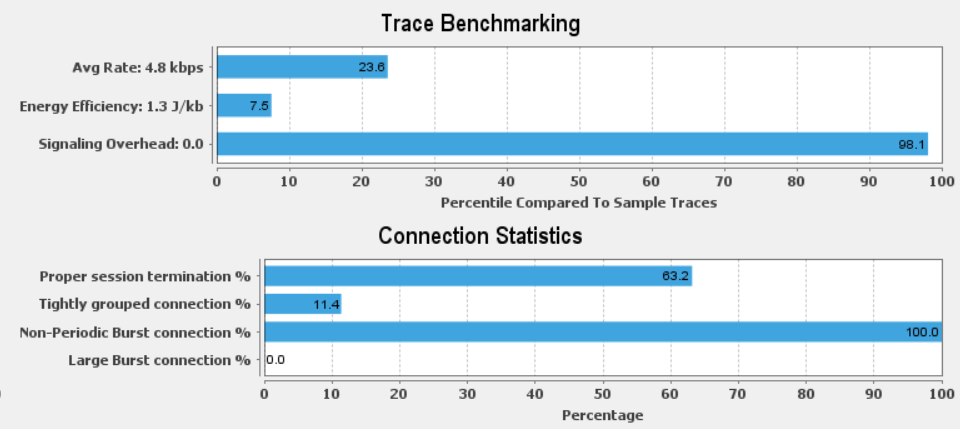 Trace Benchmarking
Avg Rate: 4.8 kbps 23.6
Energy Efficiency: 1.3 J/kb 7.5
Signaling Overhead: 0.0 98.1
0 10 20 30 40 50 60 70 80 90 100
Percentile Compared To Sample Traces
Connection Statistics
Proper session termination % 63.2
Tightly grouped connection % 11.4
Non-Periodic Burst connection % 100.0
Large Burst connection % 0.0
0 10 20 30 40 50 60 70 80 90 100
Percentage